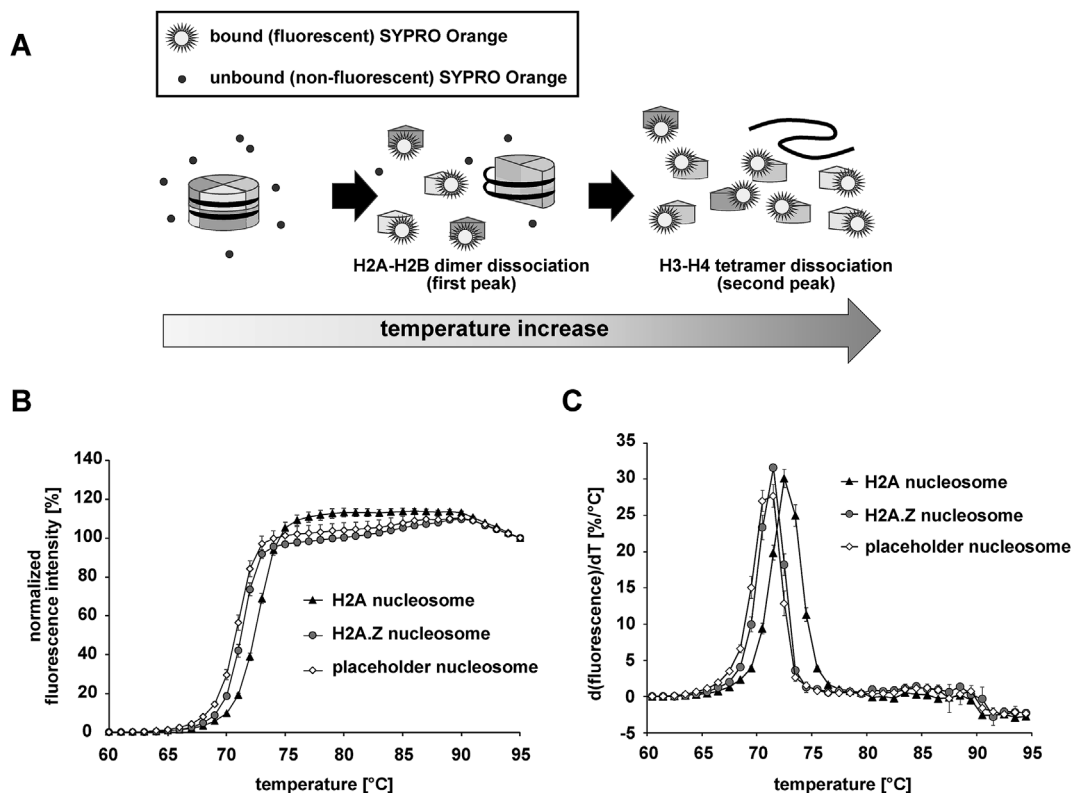 A
bound (fluorescent) SYPRO Orange
unbound (non-fluorescent) SYPRO Orange
H2A-H2B dimer dissociation
(first peak)
H3-H4 tetramer dissociation
(second peak)
temperature increase
B
normalized
fluorescence intensity [%]
140
120
100
80
60
40
20
0
60 65 70 75 80 85 90 95
temperature [°C]
H2A nucleosome
H2A.Z nucleosome
placeholder nucleosome
C
d(fluorescence)/dT [%/°C]
35
30
25
20
15
10
5
0
-5
60 65 70 75 80 85 90 95
temperature [°C]
H2A nucleosome
H2A.Z nucleosome
placeholder nucleosome